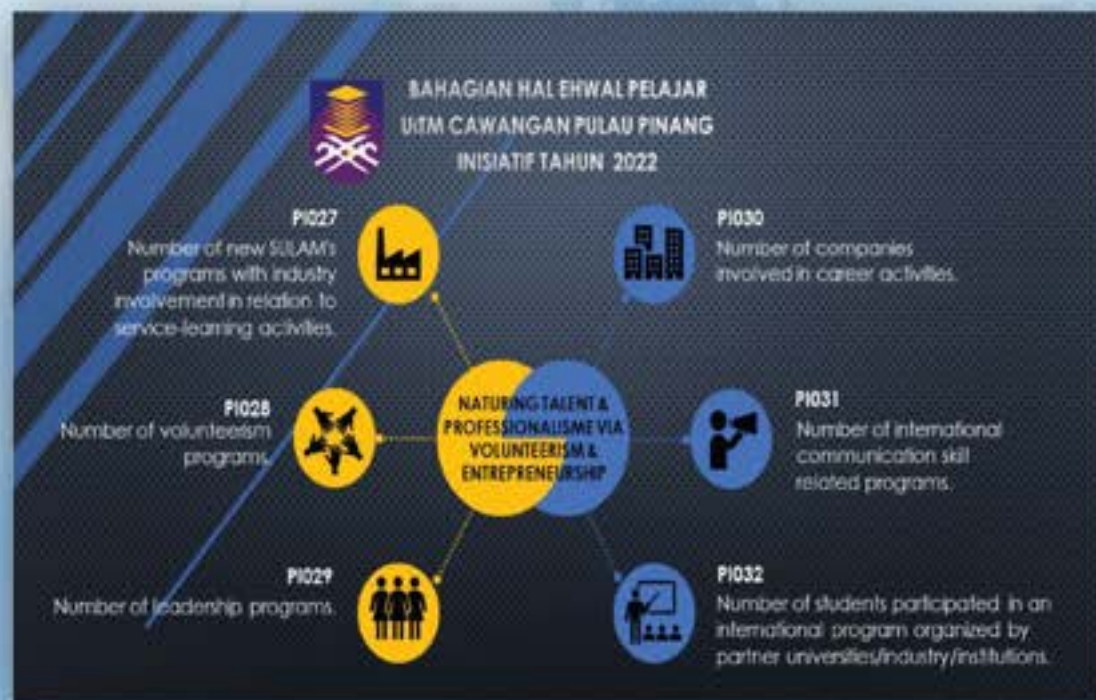 BAHAGIAN HAL EHWAL PELAJAR
UiTM CAWANGAN PULAU PINANG
INISIATIF TAHUN 2022
PI027
Number of new SULAM's
programs with industry
involvement in relation to
service-learning activities.
PI028
Number of volunteerism
programs.
PI029
Number of leadership programs.
NATURING TALENT &
PROFESSIONALISME VIA
VOLUNTEERISM &
ENTREPRENEURSHIP
PI030
Number of companies
involved in career activities.
PI031
Number of international
communication skill
related programs.
PI032
Number of students participated in an
international program organized by
partner universities/industry/institutions.